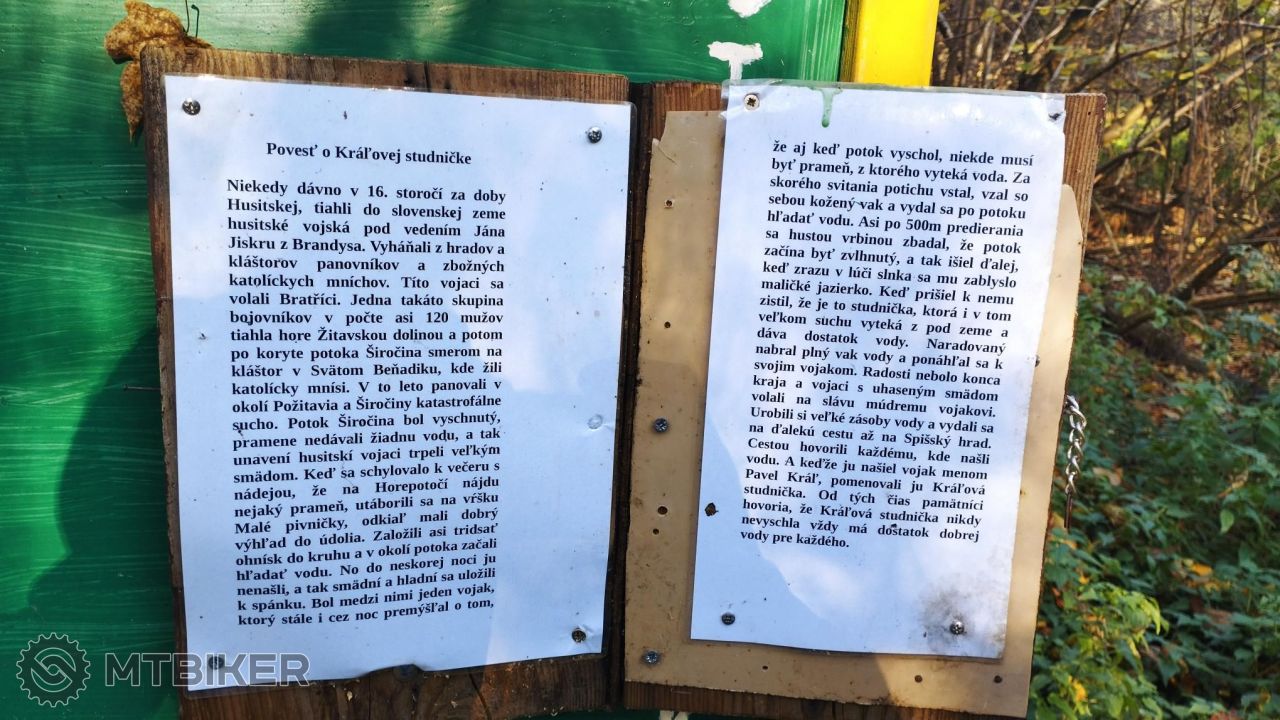 Povesť o Kráľovej studničke
Niekedy dávno v 16. storočí za doby
Husitskej, tiahli do slovenskej zeme
husitské vojská pod vedením Jána
Jiskru z Brandysa. Vyháňali z hradov a
kláštorov panovníkov a zbožných
katolíckych mníchov. Títo vojaci sa
volali Bratříci. Jedna takáto skupina
bojovníkov v počte asi 120 mužov
tiahla hore Žitavskou dolinou a potom
po koryte potoka Širočina smerom na
kláštor v Svätom Beňadiku, kde žili
katolícky mnísi. V to leto panovali v
okolí Požitavia a Širočiny katastrofálne
sucho. Potok Širočina bol vyschnutý,
pramene nedávali žiadnu vodu, a tak
unavení husitskí vojaci trpeli veľkým
smädom. Keď sa schylovalo k večeru s
nádejou, že na Horepotočí nájdu
nejaký prameň, utáborili sa na vŕšku
Malé pivničky, odkiaľ mali dobrý
výhľad do údolia. Založili asi tridsať
ohnísk do kruhu a v okolí potoka začali
hľadať vodu. No do neskorej noci ju
nenašli, a tak smädní a hladní sa uložili
k spánku. Bol medzi nimi jeden vojak,
ktorý stále i cez noc premýšľal o tom,
že aj keď potok vyschol, niekde musí
byť prameň, z ktorého vyteká voda. Za
skorého svitania potichu vstal, vzal so
sebou kožený vak a vydal sa po potoku
hľadať vodu. Asi po 500m predierania
sa hustou vrbinou zbadal, že potok
začína byť zvlhnutý, a tak išiel ďalej,
keď zrazu v lúči slnka sa mu zablyslo
maličké jazierko. Keď prišiel k nemu
zistil, že je to studnička, ktorá i v tom
veľkom suchu vyteká z pod zeme a
dáva dostatok vody. Naradovaný
nabral plný vak vody a ponáhľal sa k
svojim vojakom. Radosti nebolo konca
kraja a vojaci s uhaseným smädom
volali na slávu múdremu vojakovi.
Urobili si veľké zásoby vody a vydali sa
na ďalekú cestu až na Spišský hrad.
Cestou hovorili každému, kde našli
vodu. A keďže ju našiel vojak menom
Pavel Kráľ, pomenovali ju Kráľová
studnička. Od tých čias pamätníci
hovoria, že Kráľová studnička nikdy
nevyschla vždy má dostatok dobrej
vody pre každého.
MTBIKER